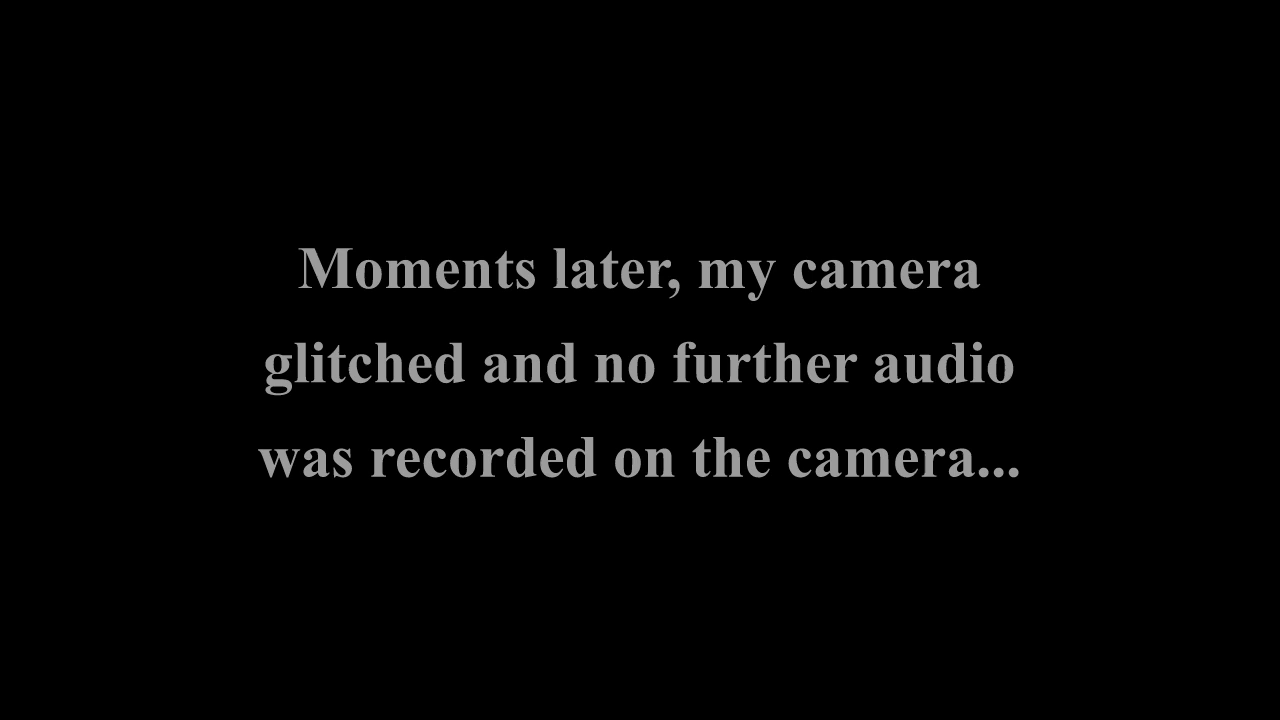 Moments later, my camera
glitched and no further audio
was recorded on the camera...